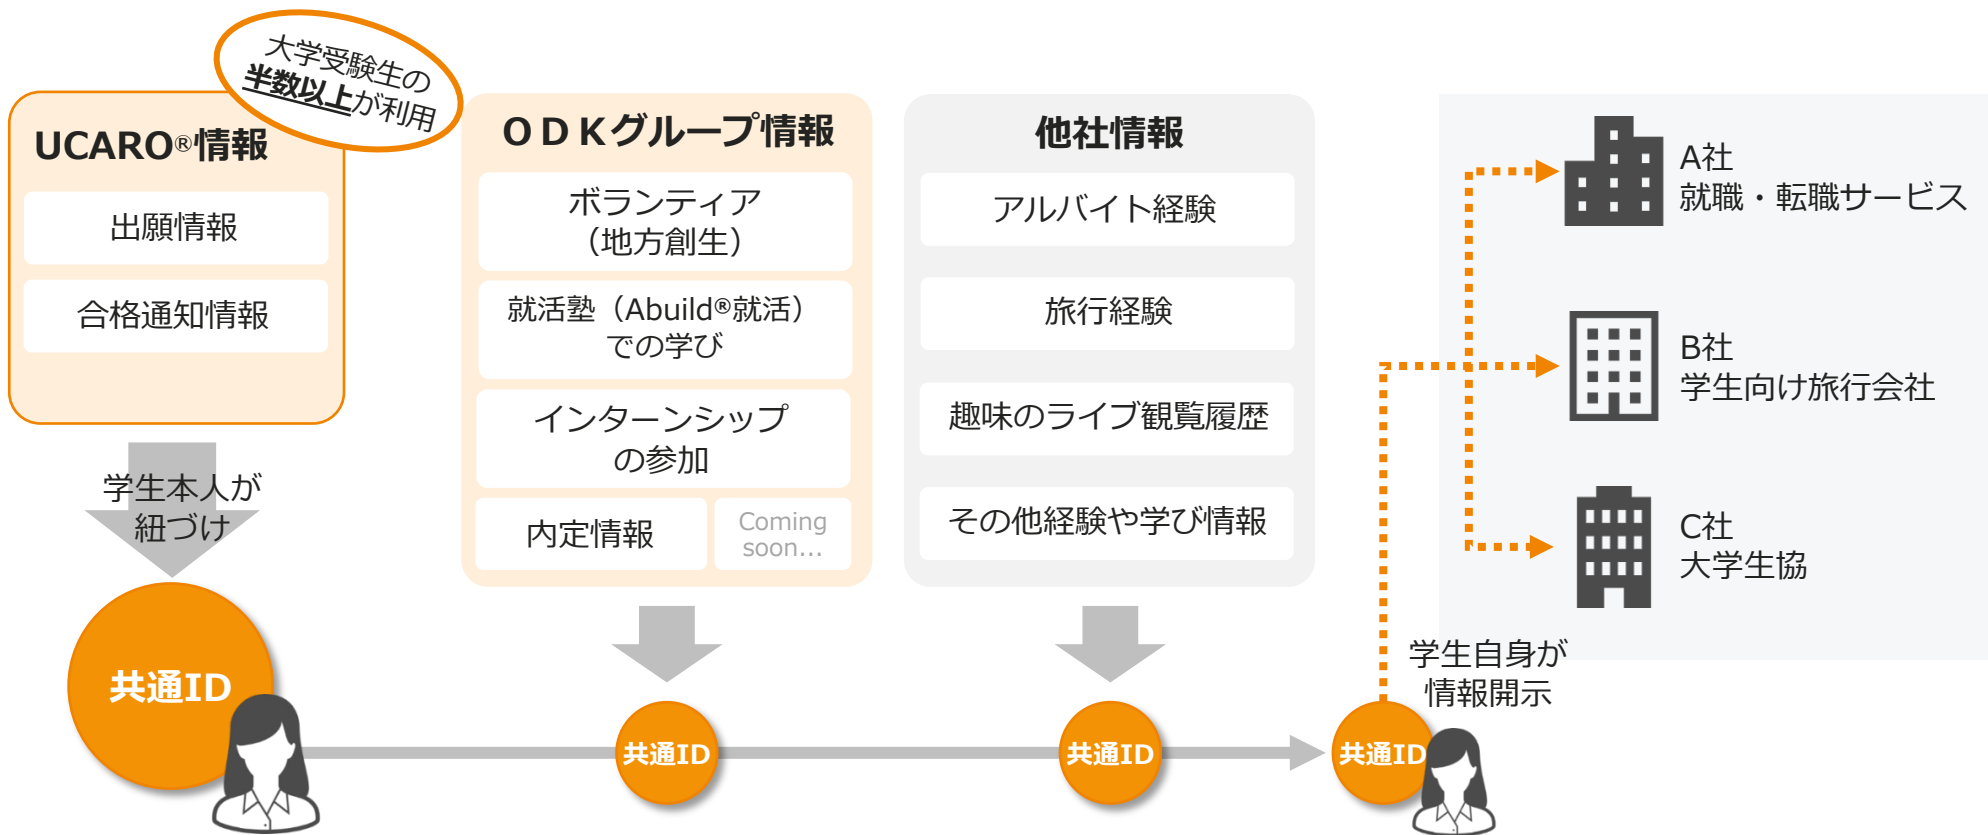 大学受験生の
半数以上が利用
UCARO®情報
出願情報
合格通知情報
学生本人が
紐づけ
共通ID
ＯＤＫグループ情報
ボランティア
（地方創生）
就活塾（Abuild®就活）
での学び
インターンシップ
の参加
内定情報
Coming
soon…
共通ID
他社情報
アルバイト経験
旅行経験
趣味のライブ観覧履歴
その他経験や学び情報
共通ID
A社
就職・転職サービス
B社
学生向け旅行会社
C社
大学生協
学生自身が
情報開示
共通ID